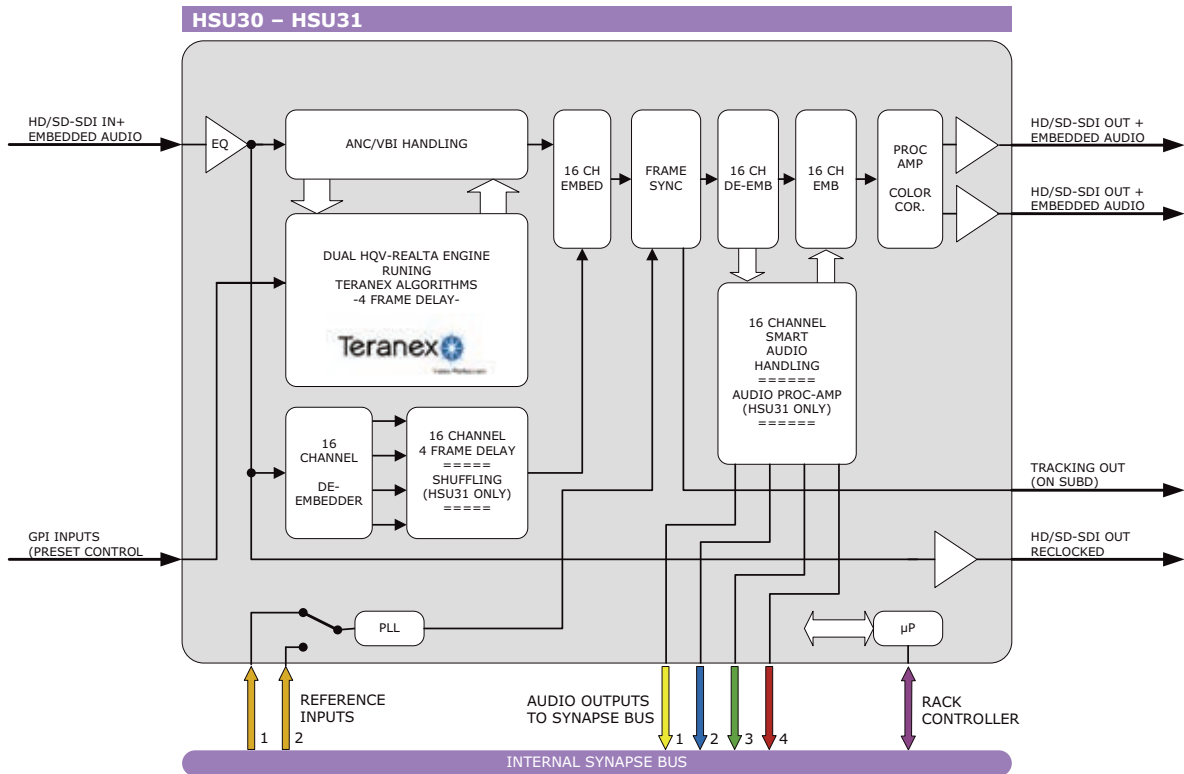 HSU30 – HSU31
HD/SD-SDI IN+
EMBEDDED AUDIO
EQ
ANC/VBI HANDLING
16 CH
EMBED
FRAME
SYNC
16 CH
DE-EMB
16 CH
EMB
PROC
AMP
COLOR
COR.
HD/SD-SDI OUT +
EMBEDDED AUDIO
HD/SD-SDI OUT +
EMBEDDED AUDIO
DUAL HQV-REALTA ENGINE
RUNING
TERANEX ALGORITHMS
-4 FRAME DELAY-
Teranex
16 CHANNEL
SMART
AUDIO
HANDLING
======
AUDIO PROC-AMP
(HSU31 ONLY)
======
16
CHANNEL
DE-
EMBEDDER
16 CHANNEL
4 FRAME DELAY
=====
SHUFFLING
(HSU31 ONLY)
=====
TRACKING OUT
(ON SUBD)
GPI INPUTS
(PRESET CONTROL
HD/SD-SDI OUT
RECLOCKED
PLL
µP
REFERENCE
INPUTS
1
2
AUDIO OUTPUTS
TO SYNAPSE BUS
1
2
3
4
RACK
CONTROLLER
INTERNAL SYNAPSE BUS